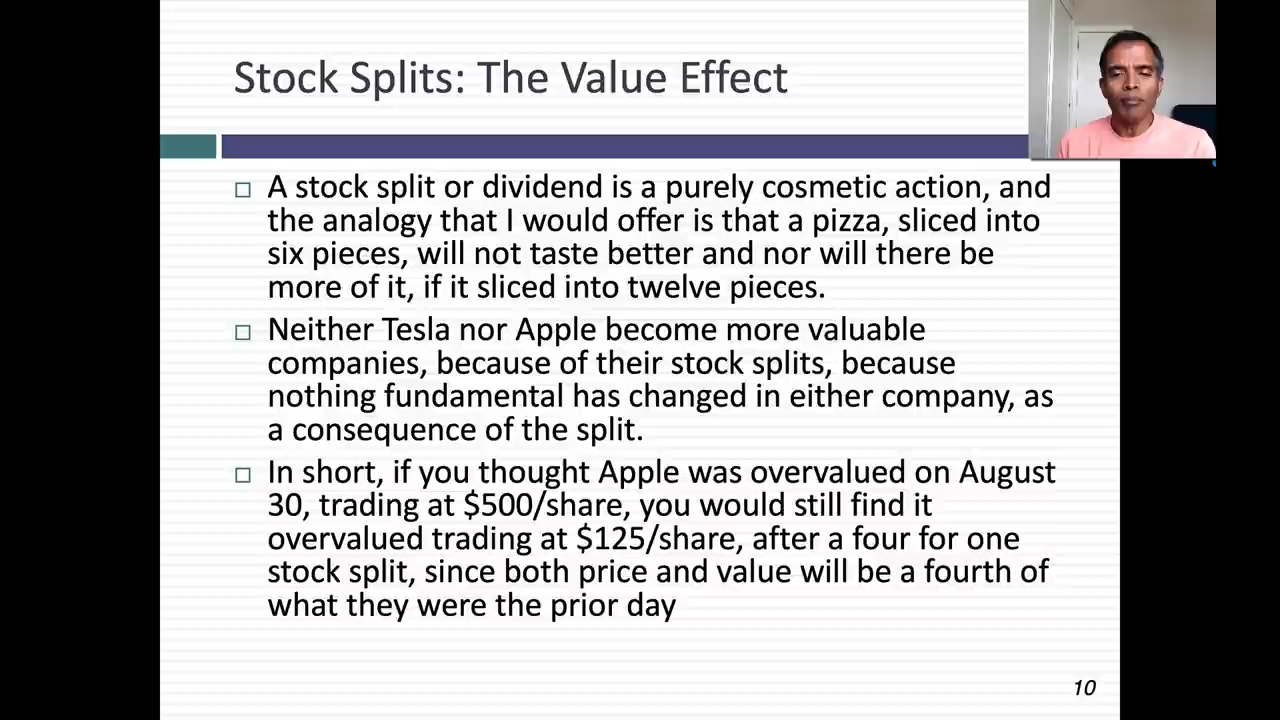 Stock Splits: The Value Effect
A stock split or dividend is a purely cosmetic action, and
the analogy that I would offer is that a pizza, sliced into
six pieces, will not taste better and nor will there be
more of it, if it sliced into twelve pieces.
Neither Tesla nor Apple become more valuable
companies, because of their stock splits, because
nothing fundamental has changed in either company, as
a consequence of the split.
In short, if you thought Apple was overvalued on August
30, trading at $500/share, you would still find it
overvalued trading at $125/share, after a four for one
stock split, since both price and value will be a fourth of
what they were the prior day
10